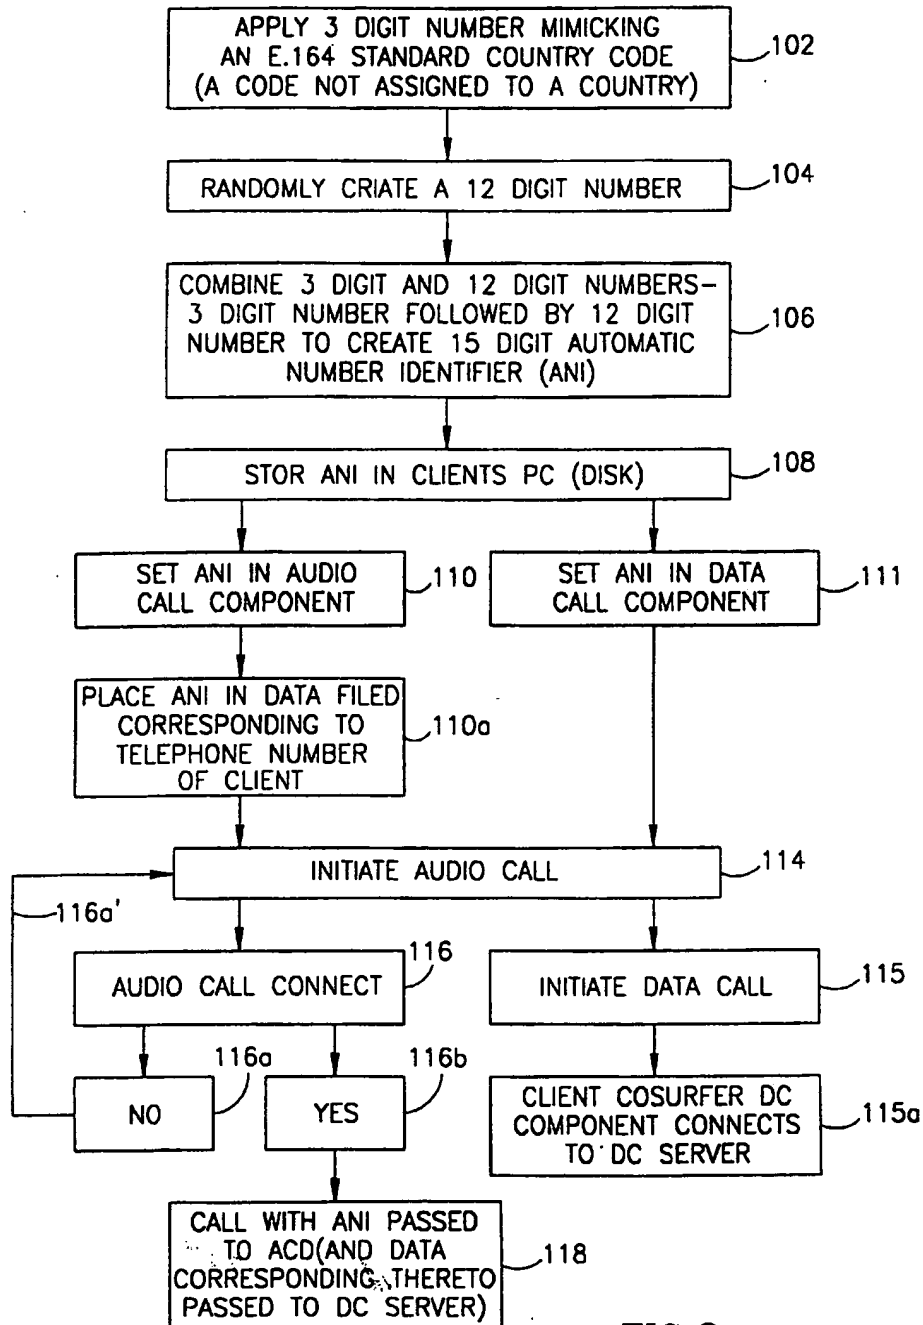 APPLY 3 DIGIT NUMBER MIMICKING
AN E.164 STANDARD COUNTRY CODE
(A CODE NOT ASSIGNED TO A COUNTRY)
102
RANDOMLY CRIATE A 12 DIGIT NUMBER
104
COMBINE 3 DIGIT AND 12 DIGIT NUMBERS-
3 DIGIT NUMBER FOLLOWED BY 12 DIGIT
NUMBER TO CREATE 15 DIGIT AUTOMATIC
NUMBER IDENTIFIER (ANI)
106
STOR ANI IN CLIENTS PC (DISK)
108
SET ANI IN AUDIO
CALL COMPONENT
110
SET ANI IN DATA
CALL COMPONENT
111
PLACE ANI IN DATA FILED
CORRESPONDING TO
TELEPHONE NUMBER
OF CLIENT
110a
INITIATE AUDIO CALL
114
116a'
AUDIO CALL CONNECT
116
INITIATE DATA CALL
115
NO
116a
YES
116b
CLIENT COSURFER DC
COMPONENT CONNECTS
TO DC SERVER
115a
CALL WITH ANI PASSED
TO ACD(AND DATA
CORRESPONDING THERETO
PASSED TO DC SERVER)
118